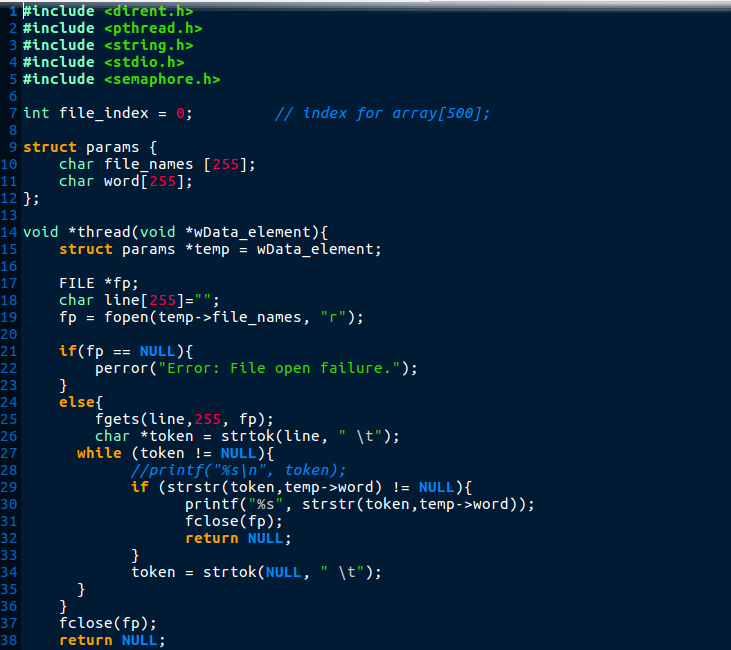 1 #include <dirent.h>
2 #include <pthread.h>
3 #include <string.h>
4 #include <stdio.h>
5 #include <semaphore.h>
6
7 int file_index = 0;         // index for array[500];
8
9 struct params {
10     char file_names [255];
11     char word[255];
12 };
13
14 void *thread(void *wData_element){
15     struct params *temp = wData_element;
16
17     FILE *fp;
18     char line[255]="";
19     fp = fopen(temp->file_names, "r");
20
21     if(fp == NULL){
22         perror("Error: File open failure.");
23     }
24     else{
25         fgets(line,255, fp);
26         char *token = strtok(line, " \t");
27       while (token != NULL){
28             //printf("%s\n", token);
29             if (strstr(token,temp->word) != NULL){
30                   printf("%s", strstr(token,temp->word));
31                   fclose(fp);
32                   return NULL;
33             }
34             token = strtok(NULL, " \t");
35       }
36     }
37     fclose(fp);
38     return NULL;